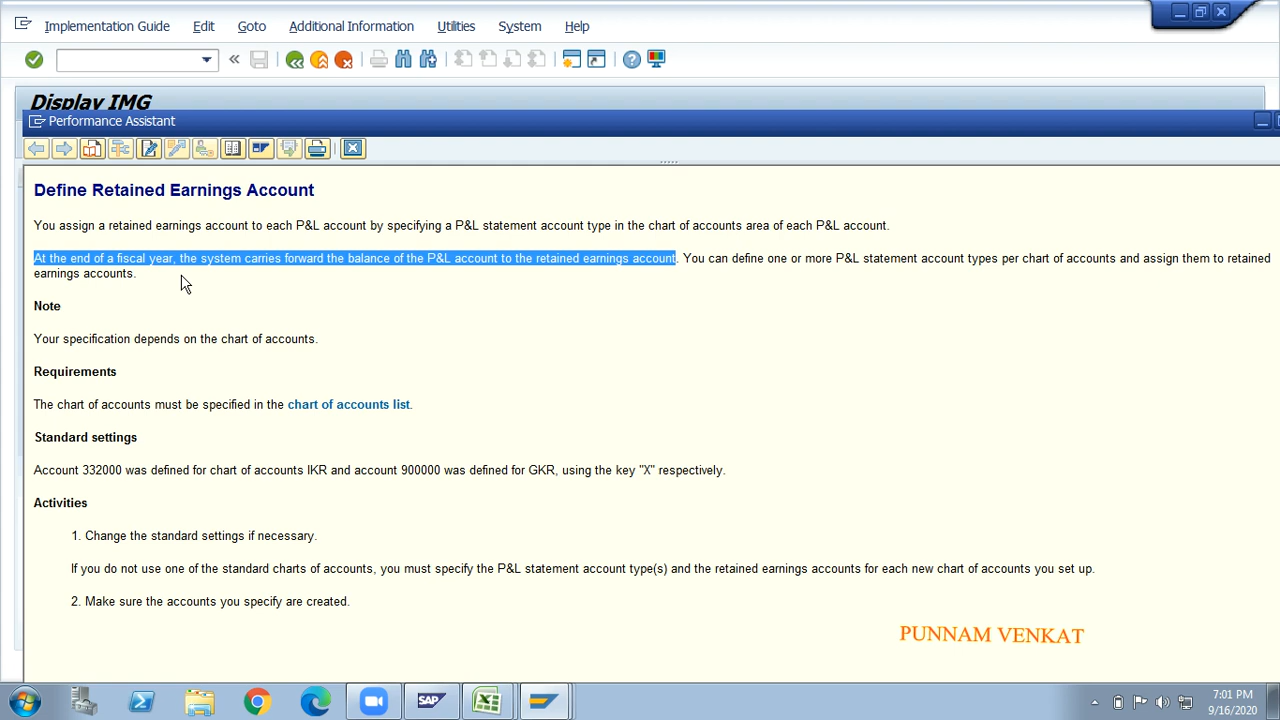 Implementation Guide Edit Goto Additional Information Utilities System Help
Display IMG
Performance Assistant
Define Retained Earnings Account
You assign a retained earnings account to each P&L account by specifying a P&L statement account type in the chart of accounts area of each P&L account.
At the end of a fiscal year, the system carries forward the balance of the P&L account to the retained earnings account. You can define one or more P&L statement account types per chart of accounts and assign them to retained
earnings accounts.
Note
Your specification depends on the chart of accounts.
Requirements
The chart of accounts must be specified in the chart of accounts list.
Standard settings
Account 332000 was defined for chart of accounts IKR and account 900000 was defined for GKR, using the key "X" respectively.
Activities
1. Change the standard settings if necessary.
If you do not use one of the standard charts of accounts, you must specify the P&L statement account type(s) and the retained earnings accounts for each new chart of accounts you set up.
2. Make sure the accounts you specify are created.
PUNNAM VENKAT
SAP
7:01 PM
9/16/2020